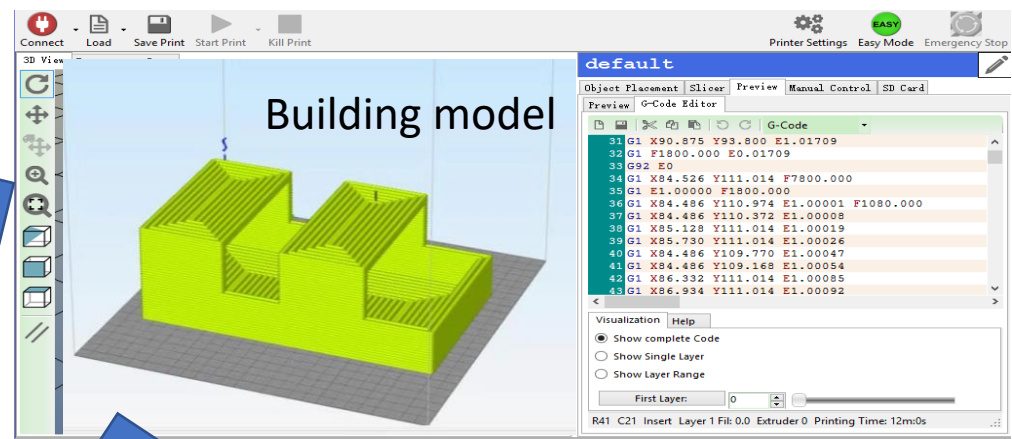 Connect Load Save Print Start Print Kill Print Printer Settings Easy Mode Emergency Stop
EASY
3D View
Building model
default
Object Placement Slicer Preview Manual Control SD Card
Preview G-Code Editor
G-Code
31 G1 X90.875 Y93.800 E1.01709
32 G1 F1800.000 E0.01709
33 G92 E0
34 G1 X84.526 Y111.014 F7800.000
35 G1 E1.00000 F1800.000
36 G1 X84.486 Y110.974 E1.00001 F1080.000
37 G1 X84.486 Y110.372 E1.00008
38 G1 X85.128 Y111.014 E1.00019
39 G1 X85.730 Y111.014 E1.00026
40 G1 X84.486 Y109.770 E1.00047
41 G1 X84.486 Y109.168 E1.00054
42 G1 X86.332 Y111.014 E1.00085
43 G1 X86.934 Y111.014 E1.00092
Visualization Help
Show complete Code
Show Single Layer
Show Layer Range
First Layer: 0
R41 C21 Insert Layer 1 Fil: 0.0 Extruder 0 Printing Time: 12m:0s